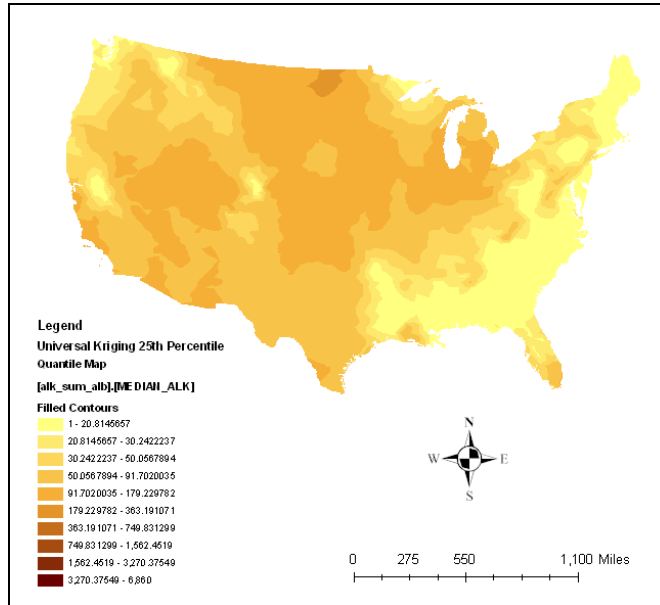 Legend
Universal Kriging 25th Percentile
Quantile Map
[alk_sum_alb].[MEDIAN_ALK]
Filled Contours
1 - 20.8145657
20.8145657 - 30.2422237
30.2422237 - 50.0567894
50.0567894 - 91.7020035
91.7020035 - 179.229782
179.229782 - 363.191071
363.191071 - 749.831299
749.831299 - 1,562.4519
1,562.4519 - 3,270.37549
3,270.37549 - 6,860
N
W E
S
0 275 550 1,100 Miles